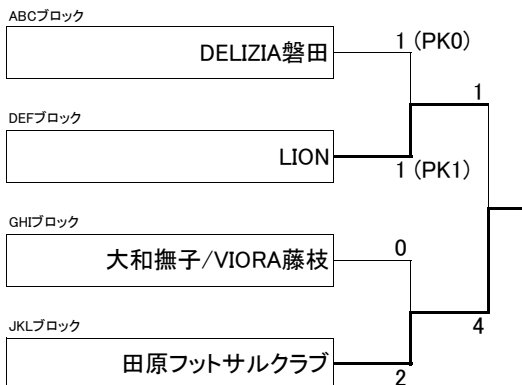 ABCブロック
DELIZIA磐田
1 (PK0)
1
DEFブロック
LION
1 (PK1)
GHIブロック
大和撫子/VIORA藤枝
0
JKLブロック
田原フットサルクラブ
2
4